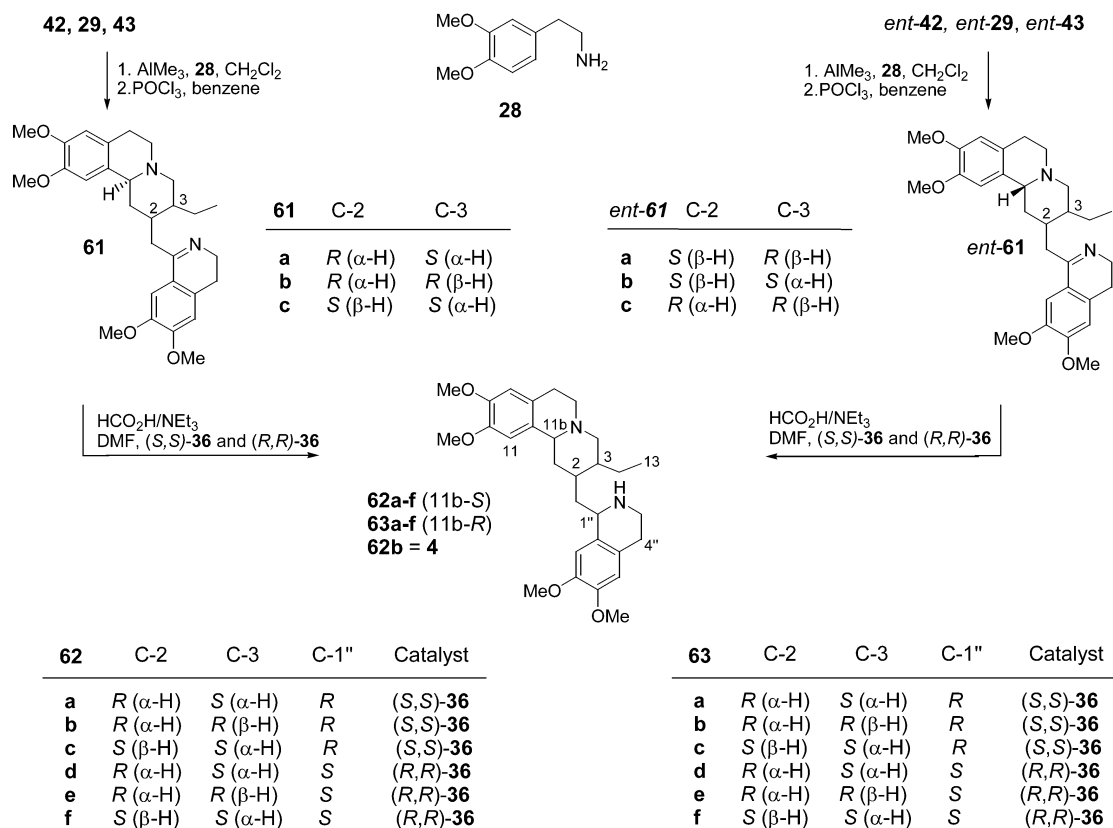 42, 29, 43
1. AlMe3, 28, CH2Cl2
2.POCl3, benzene
MeO
MeO
NH2
28
ent-42, ent-29, ent-43
1. AlMe3, 28, CH2Cl2
2.POCl3, benzene
MeO
MeO
N
H
3
2
61
N
MeO
OMe
61 C-2 C-3
a R (α-H) S (α-H)
b R (α-H) R (β-H)
c S (β-H) S (α-H)
ent-61 C-2 C-3
a S (β-H) R (β-H)
b S (β-H) S (α-H)
c R (α-H) R (β-H)
MeO
MeO
N
H
3
2
ent-61
N
MeO
OMe
HCO2H/NEt3
DMF, (S,S)-36 and (R,R)-36
HCO2H/NEt3
DMF, (S,S)-36 and (R,R)-36
MeO
MeO
11b
N
11
3
13
2
H
N
1"
4"
MeO
OMe
62a-f (11b-S)
63a-f (11b-R)
62b = 4
62 C-2 C-3 C-1" Catalyst
a R (α-H) S (α-H) R (S,S)-36
b R (α-H) R (β-H) R (S,S)-36
c S (β-H) S (α-H) R (S,S)-36
d R (α-H) S (α-H) S (R,R)-36
e R (α-H) R (β-H) S (R,R)-36
f S (β-H) S (α-H) S (R,R)-36
63 C-2 C-3 C-1" Catalyst
a R (α-H) S (α-H) R (S,S)-36
b R (α-H) R (β-H) R (S,S)-36
c S (β-H) S (α-H) R (S,S)-36
d R (α-H) S (α-H) S (R,R)-36
e R (α-H) R (β-H) S (R,R)-36
f S (β-H) S (α-H) S (R,R)-36